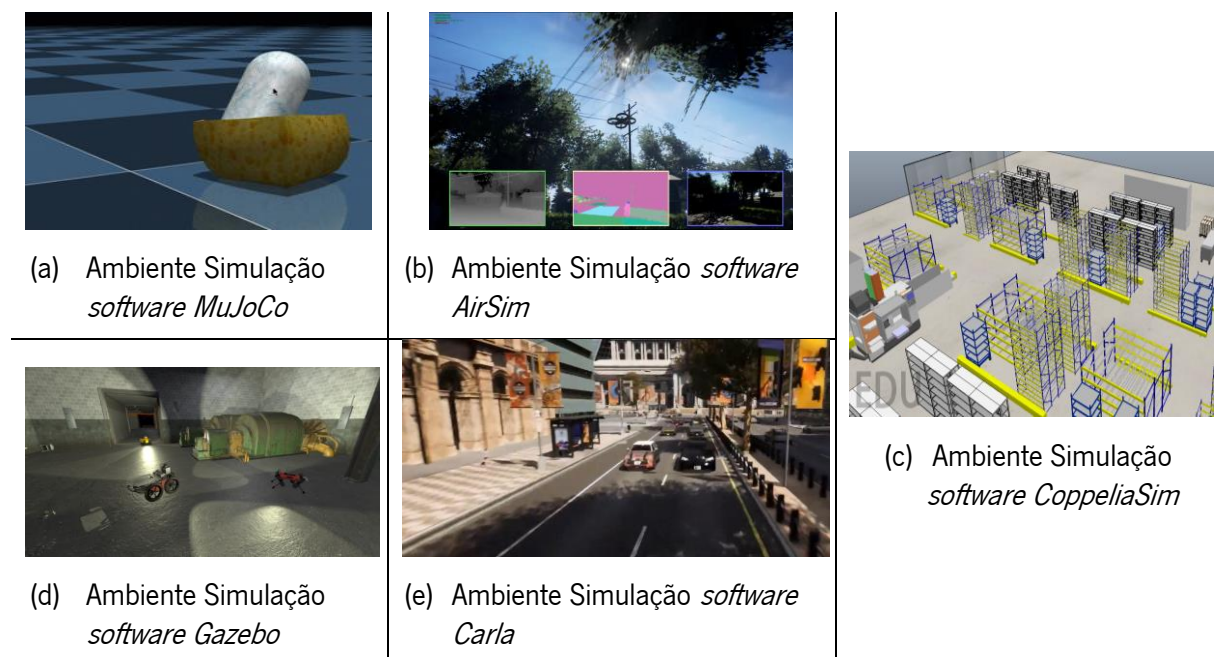 (a) Ambiente Simulação
software MuJoCo
(b) Ambiente Simulação software
AirSim
EDU
(c) Ambiente Simulação
software CoppeliaSim
(d) Ambiente Simulação
software Gazebo
(e) Ambiente Simulação software
Carla